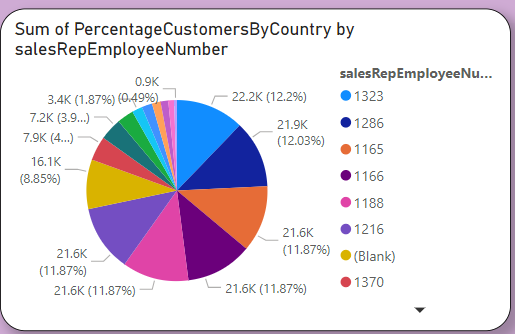 Sum of PercentageCustomersByCountry by
salesRepEmployeeNumber
0.9K
(0.49%)
3.4K (1.87%)
7.2K (3.9...)
7.9K (4...)
16.1K
(8.85%)
21.6K
(11.87%)
21.6K (11.87%)
21.6K (11.87%)
21.6K
(11.87%)
21.9K
(12.03%)
22.2K (12.2%)
salesRepEmployeeNu...
1323
1286
1165
1166
1188
1216
(Blank)
1370